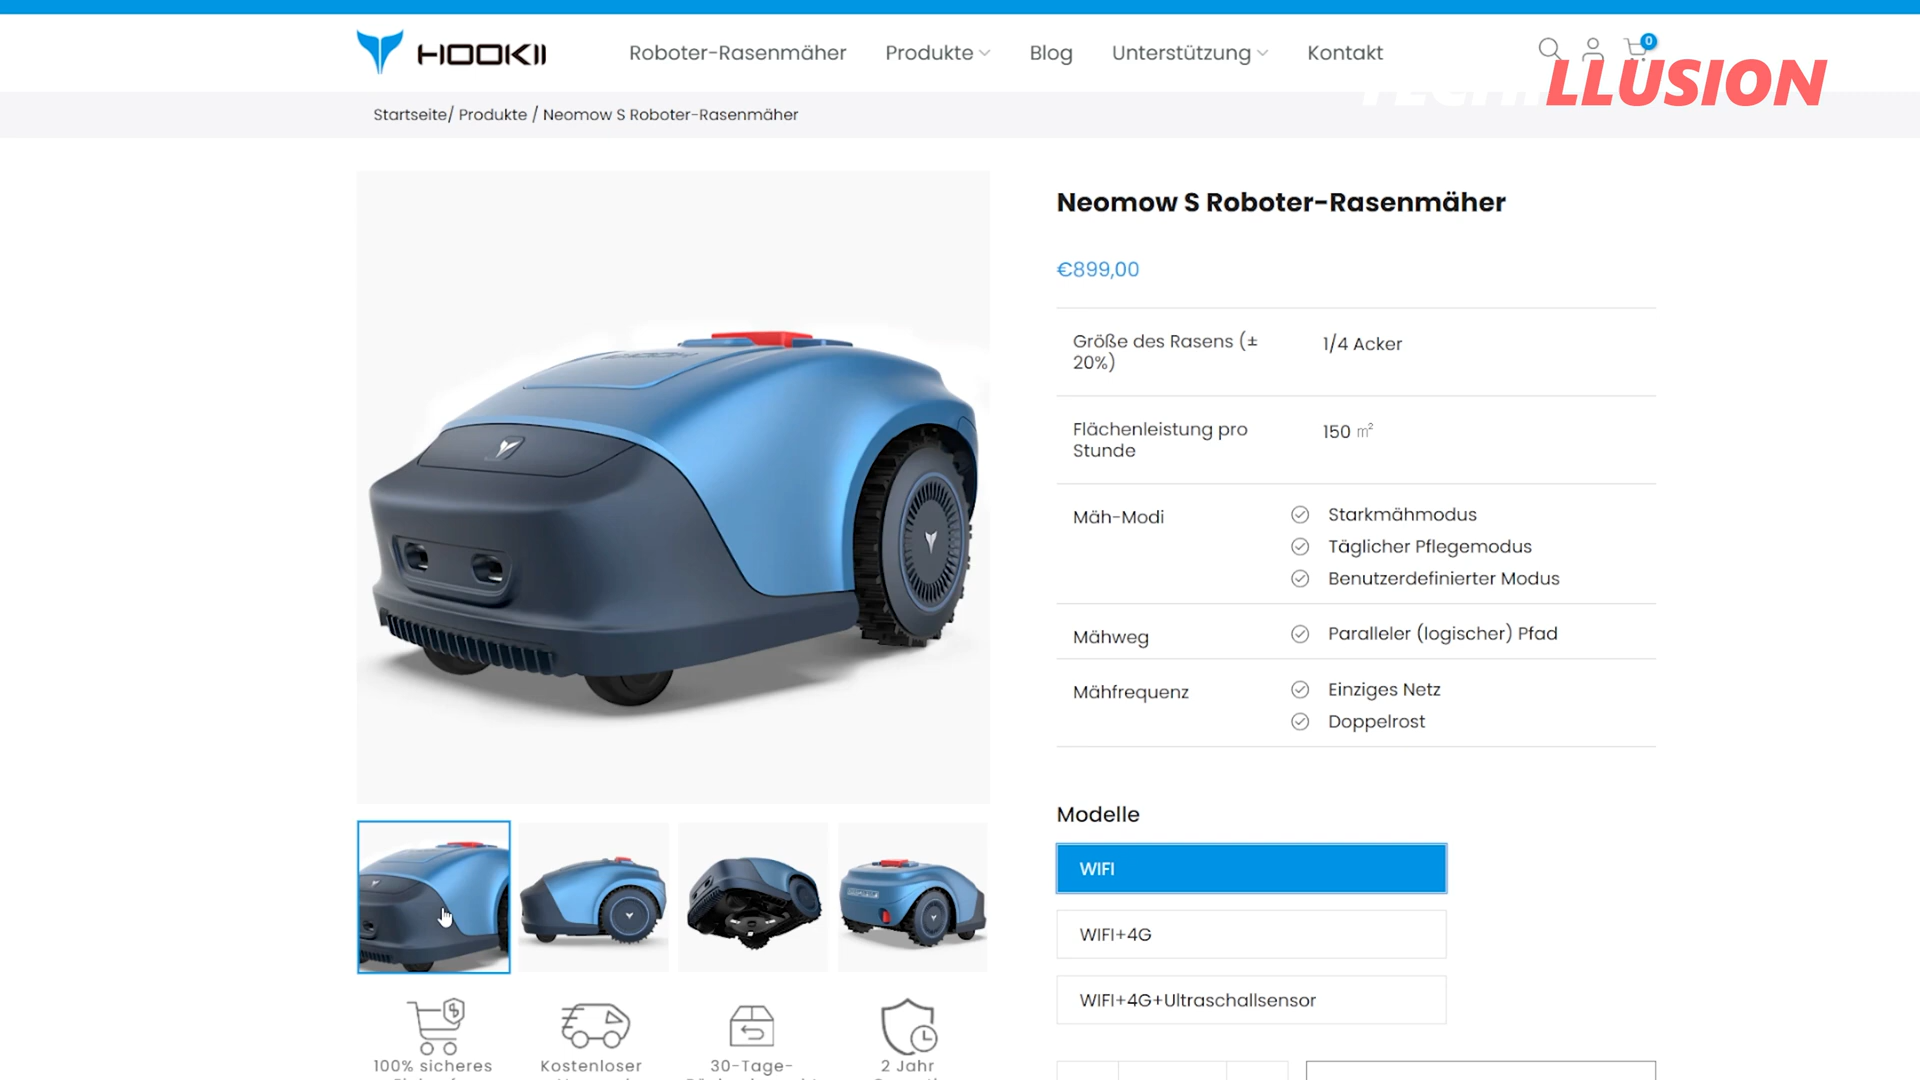 HOOKII
Roboter-Rasenmäher
Produkte
Blog
Unterstützung
Kontakt
0
LLUSION
Startseite/ Produkte / Neomow S Roboter-Rasenmäher
Neomow S Roboter-Rasenmäher
€899,00
Größe des Rasens (±
20%)
1/4 Acker
Flächenleistung pro
Stunde
150 ㎡
Mäh-Modi
Starkmähmodus
Täglicher Pflegemodus
Benutzerdefinierter Modus
Mähweg
Paralleler (logischer) Pfad
Mähfrequenz
Einziges Netz
Doppelrost
Modelle
WIFI
WIFI+4G
WIFI+4G+Ultraschallsensor
100% sicheres
Kostenloser
30-Tage-
2 Jahr